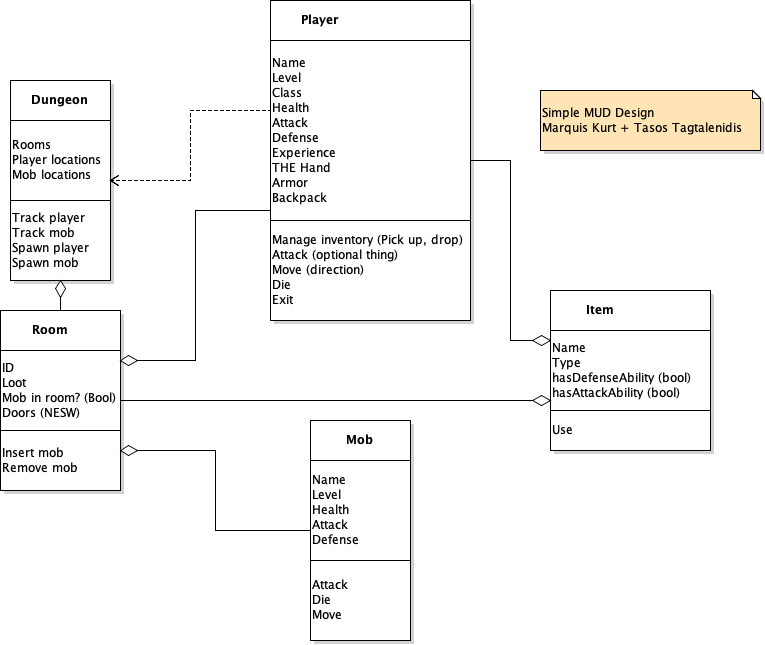 Player
Name
Level
Class
Health
Attack
Defense
Experience
THE Hand
Armor
Backpack
Manage inventory (Pick up, drop)
Attack (optional thing)
Move (direction)
Die
Exit
Dungeon
Rooms
Player locations
Mob locations
Track player
Track mob
Spawn player
Spawn mob
Simple MUD Design
Marquis Kurt + Tasos Tagtalenidis
Room
ID
Loot
Mob in room? (Bool)
Doors (NESW)
Insert mob
Remove mob
Item
Name
Type
hasDefenseAbility (bool)
hasAttackAbility (bool)
Use
Mob
Name
Level
Health
Attack
Defense
Attack
Die
Move